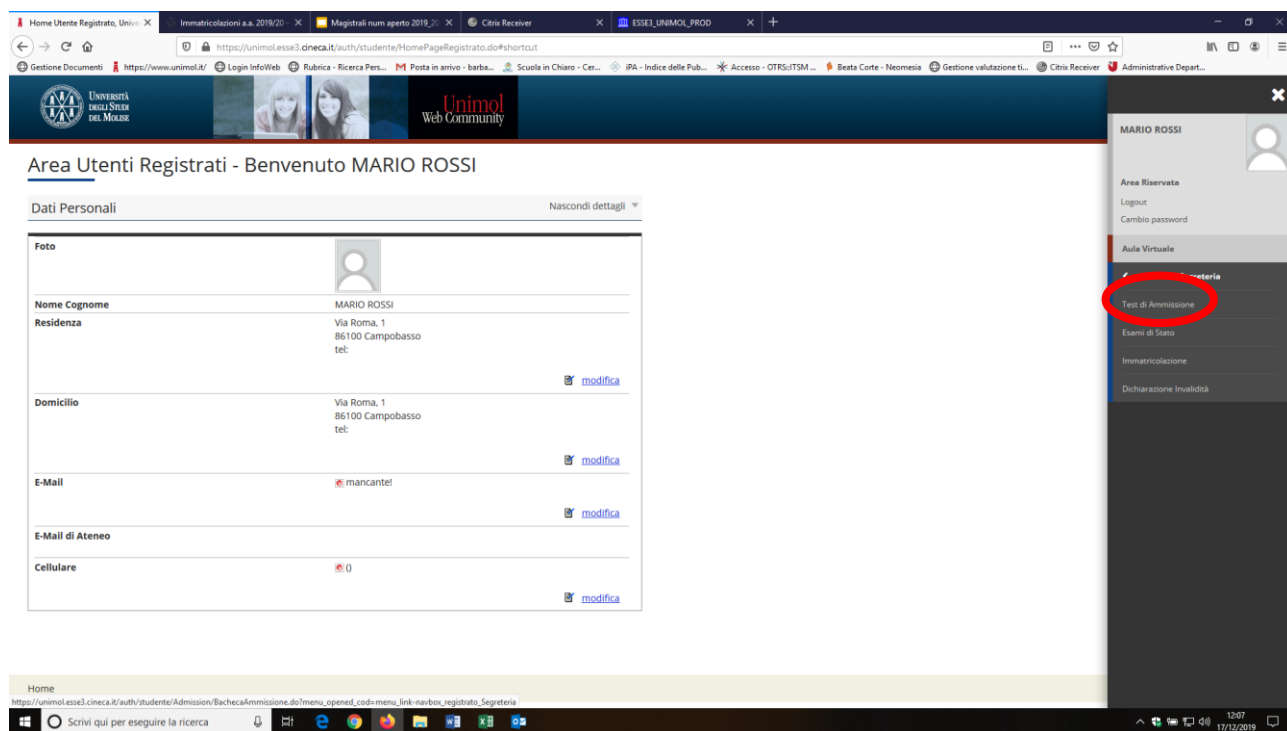 Home Utente Registrato, Unive
Immatricolazioni a.a. 2019/20 -
Magistrali num aperto 2019_20
Citrix Receiver
ESSE3_UNIMOL_PROD
https://unimol.esse3.cineca.it/auth/studente/HomePageRegistrato.do#shortcut
Gestione Documenti
https://www.unimol.it/
Login InfoWeb
Rubrica - Ricerca Pers...
Posta in arrivo - barba...
Scuola in Chiaro - Cer...
iPA - Indice delle Pub...
Accesso - OTRS::ITSM ...
Beata Corte - Neomesia
Gestione valutazione ti...
Citrix Receiver
Administrative Depart...
Università
degli Studi
del Molise
Unimol
Web Community
MARIO ROSSI
Area Riservata
Logout
Cambio password
Aula Virtuale
Test di Ammissione
Esami di Stato
Immatricolazione
Dichiarazione Invalidità
Area Utenti Registrati - Benvenuto MARIO ROSSI
Dati Personali
Nascondi dettagli
Foto
Nome Cognome
MARIO ROSSI
Residenza
Via Roma, 1
86100 Campobasso
tel:
modifica
Domicilio
Via Roma, 1
86100 Campobasso
tel:
modifica
E-Mail
mancante!
modifica
E-Mail di Ateneo
Cellulare
()
modifica
Home
https://unimol.esse3.cineca.it/auth/studente/Admission/BachecaAmmissione.do?menu_opened_cod=menu_link-navbox_registrato_Segreteria
Scrivi qui per eseguire la ricerca
12:07
17/12/2019